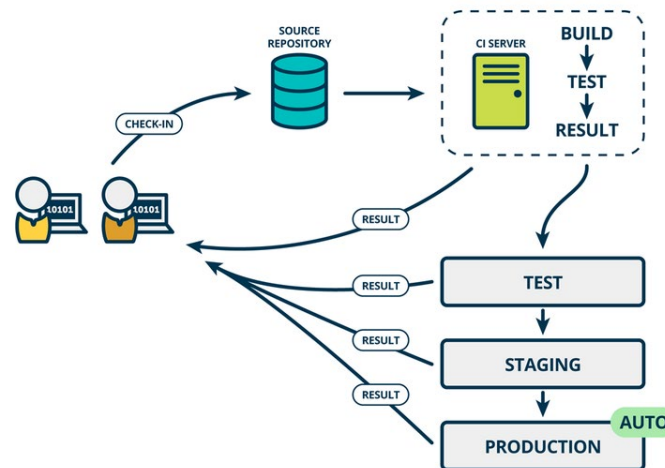 SOURCE
REPOSITORY
CI SERVER
BUILD
TEST
RESULT
CHECK-IN
10101
10101
RESULT
RESULT
TEST
RESULT
STAGING
RESULT
AUTO
PRODUCTION